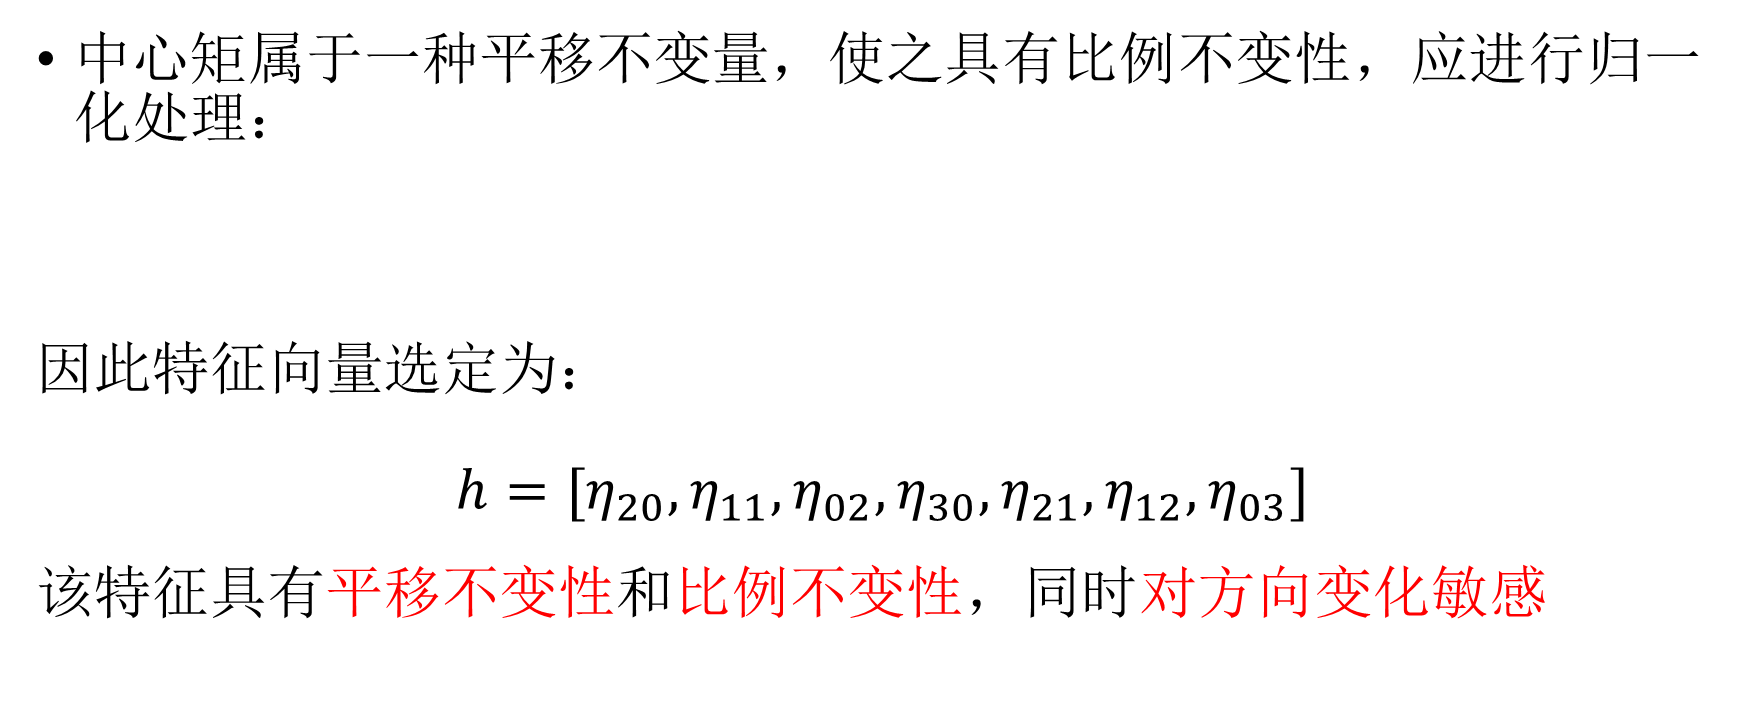 • 中心矩属于一种平移不变量，使之具有比例不变性，应进行归一
化处理：
因此特征向量选定为：
h = [η₂₀, η₁₁, η₀₂, η₃₀, η₂₁, η₁₂, η₀₃]
该特征具有平移不变性和比例不变性，同时对方向变化敏感